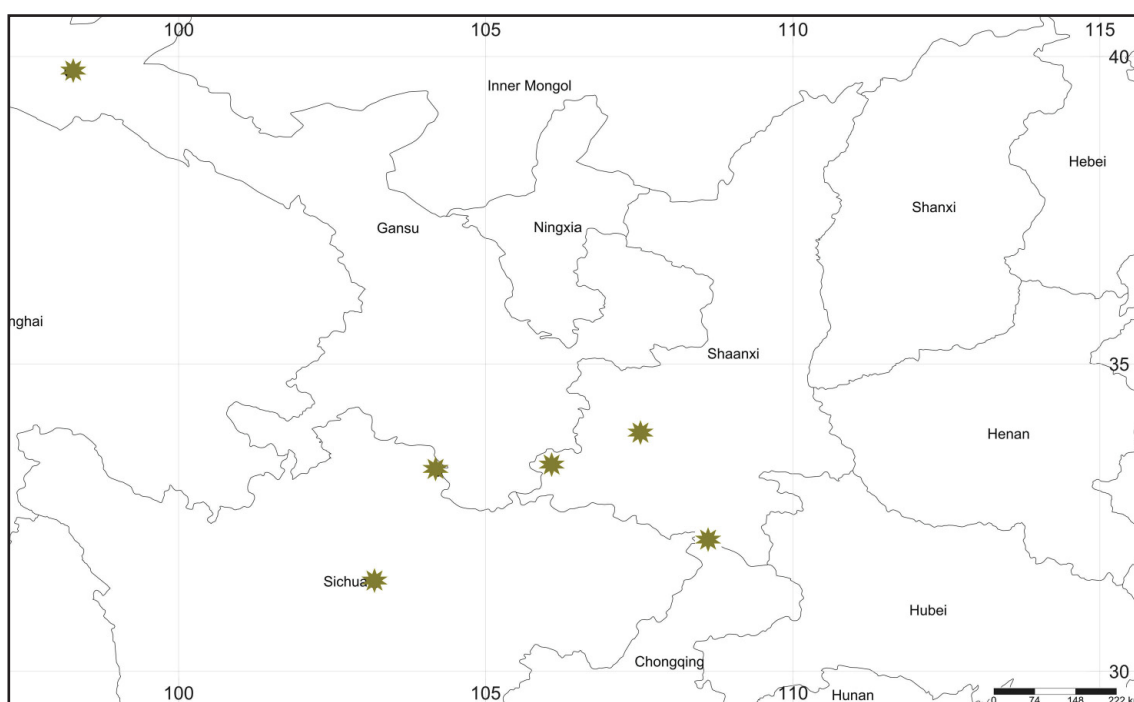 100 105 110 115
40
Inner Mongol
Hebei
Shanxi
Gansu
Ningxia
nghai
Shaanxi
35
Henan
Sichua
Hubei
Chongqing
30
100 105 110
Hunan
0 74 148 222